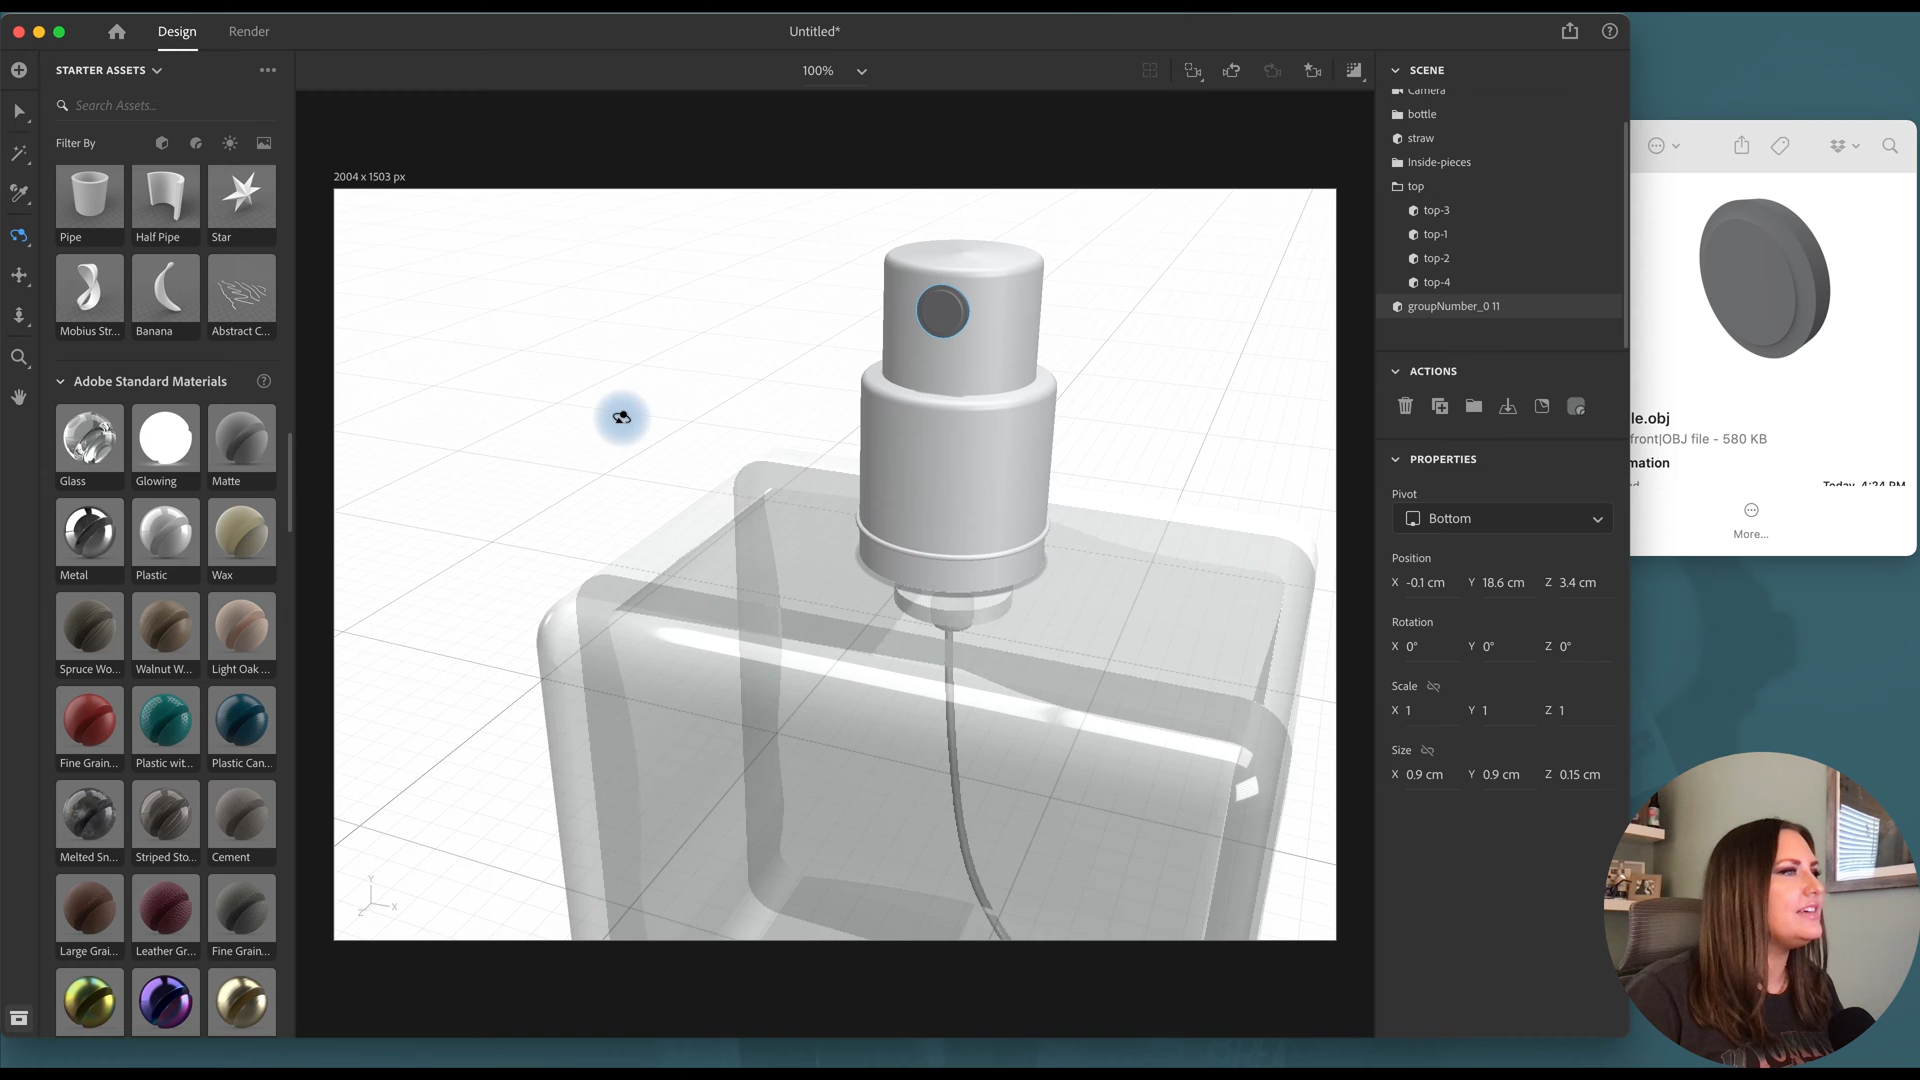 Design
Render
Untitled*
STARTER ASSETS
100%
SCENE
Search Assets...
Camera
bottle
straw
Inside-pieces
top
top-3
top-1
top-2
top-4
groupNumber_0 11
Filter By
2004 x 1503 px
Pipe
Half Pipe
Star
Mobius Str...
Banana
Abstract C...
Adobe Standard Materials
Glass
Glowing
Matte
Metal
Plastic
Wax
Spruce Wo...
Walnut W...
Light Oak ...
Fine Grain...
Plastic wit...
Plastic Can...
Melted Sn...
Striped Sto...
Cement
Large Grai...
Leather Gr...
Fine Grain...
Y
Z
X
ACTIONS
PROPERTIES
Pivot
Bottom
Position
X -0.1 cm Y 18.6 cm Z 3.4 cm
Rotation
X 0° Y 0° Z 0°
Scale
X 1 Y 1 Z 1
Size
X 0.9 cm Y 0.9 cm Z 0.15 cm
le.obj
front|OBJ file - 580 KB
mation
Today, 4:24 PM
More...